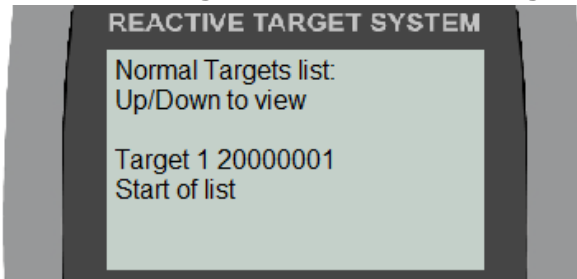 REACTIVE TARGET SYSTEM
Normal Targets list:
Up/Down to view
Target 1 20000001
Start of list